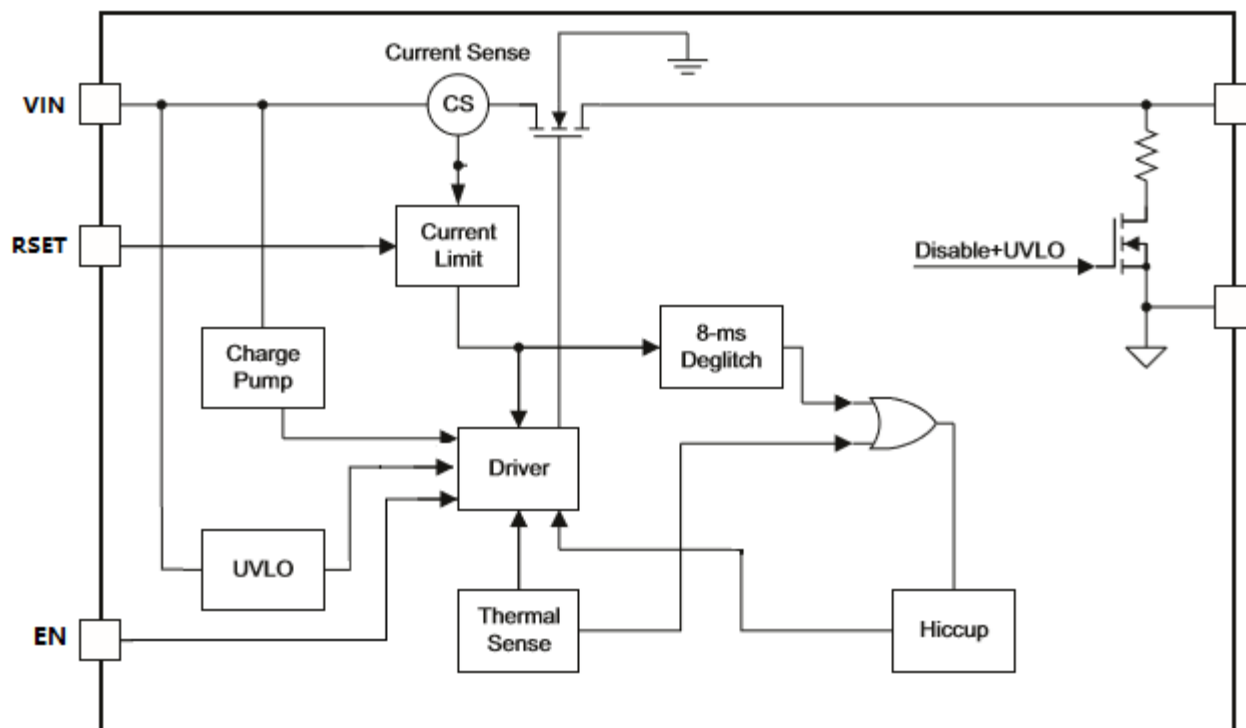 Current Sense
VIN
CS
RSET
Current
Limit
Disable+UVLO
8-ms
Deglitch
Charge
Pump
Driver
UVLO
Thermal
Sense
Hiccup
EN